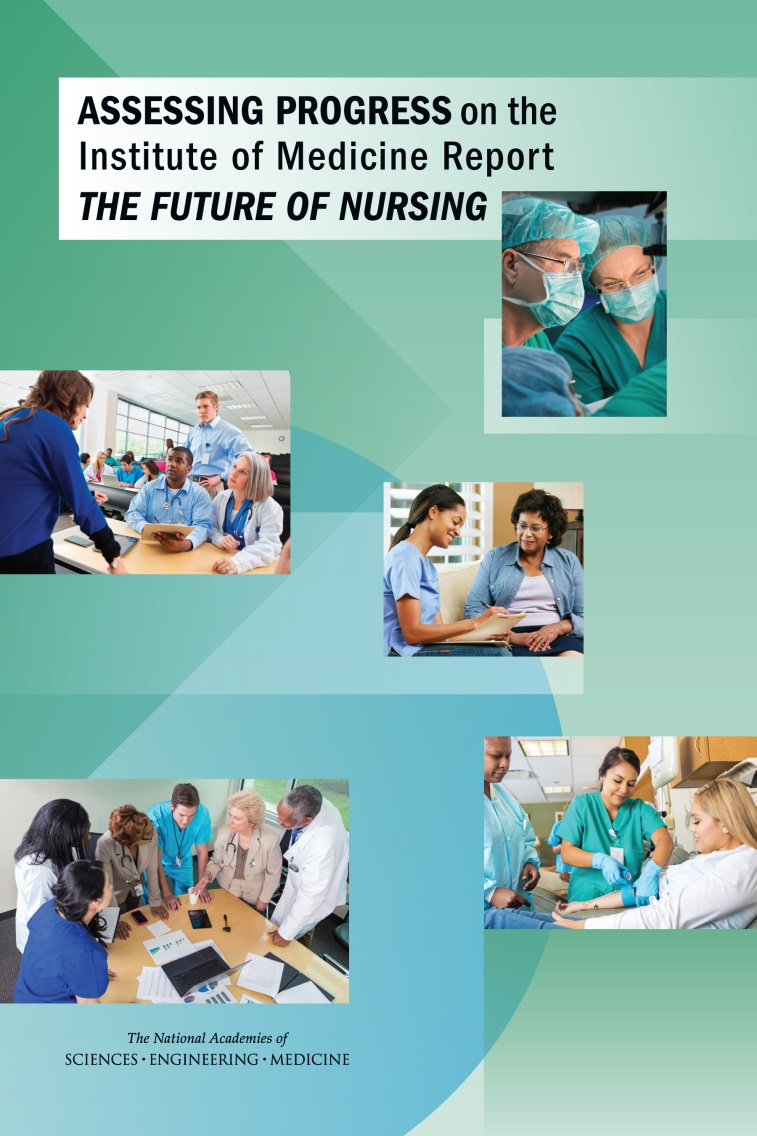 ASSESSING PROGRESS on the
Institute of Medicine Report
THE FUTURE OF NURSING
The National Academies of
SCIENCES • ENGINEERING • MEDICINE